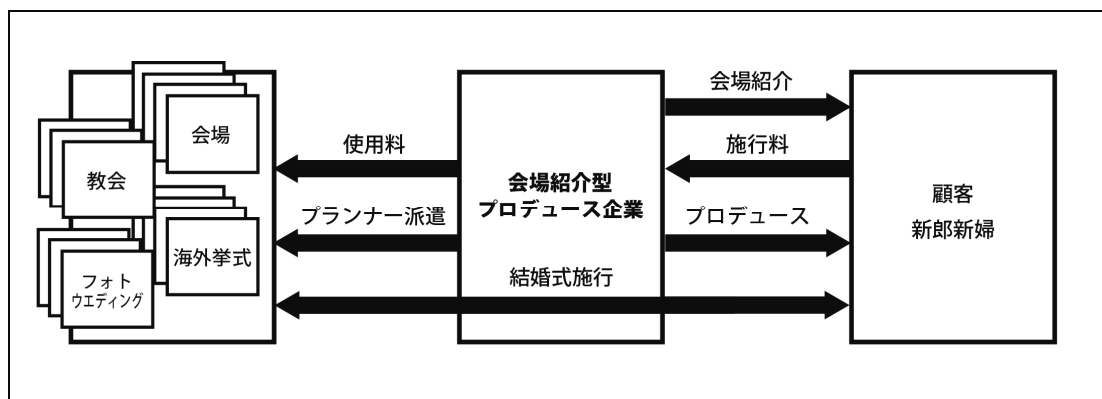 会場
教会
海外挙式
フォト
ウエディング
使用料
プランナー派遣
会場紹介型
プロデュース企業
結婚式施行
会場紹介
施行料
プロデュース
顧客
新郎新婦